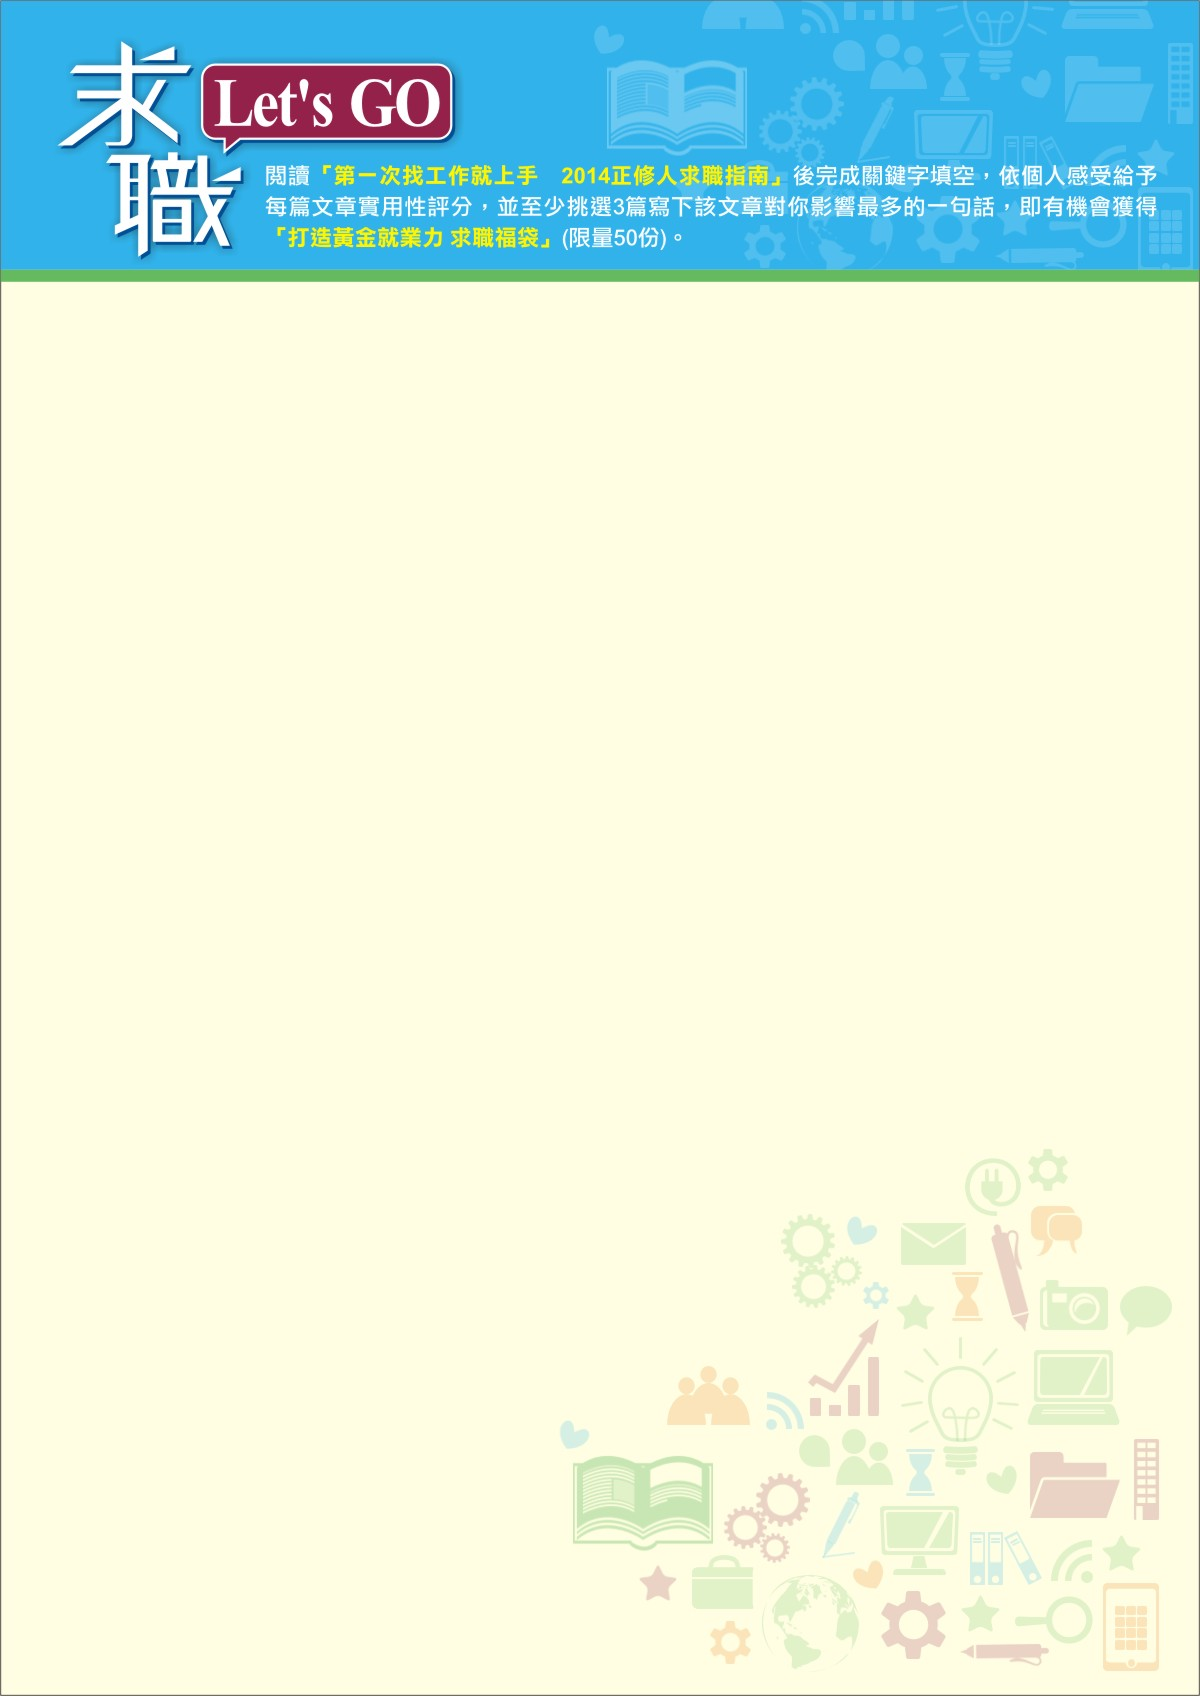 求職
Let's GO
閱讀「第一次找工作就上手　2014正修人求職指南」後完成關鍵字填空，依個人感受給予
每篇文章實用性評分，並至少挑選3篇寫下該文章對你影響最多的一句話，即有機會獲得
「打造黃金就業力 求職福袋」(限量50份)。